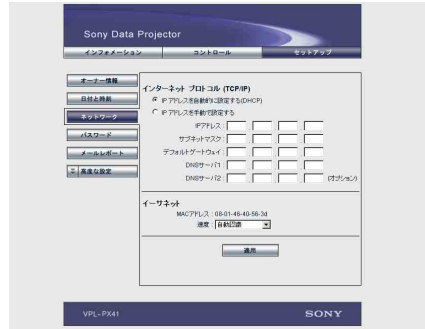 Sony Data Projector
インフォメーション コントロール セットアップ
オーナー情報
日付と時刻
ネットワーク
パスワード
メールレポート
高度な設定
インターネット プロトコル (TCP/IP)
IP アドレスを自動的に設定する(DHCP)
IP アドレスを手動で設定する
IPアドレス :
サブネットマスク :
デフォルトゲートウェイ :
DNSサーバ1 :
DNSサーバ2 : (オプション)
イーサネット
MACアドレス : 08-01-46-40-56-3d
速度 : 自動認識
適用
VPL-PX41 SONY